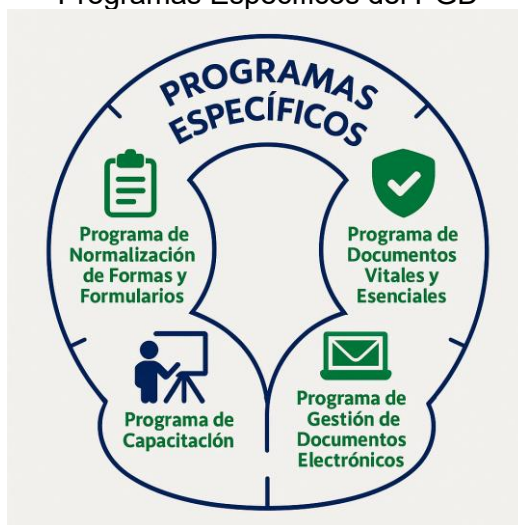 Programas Específicos del PGD
PROGRAMAS
ESPECÍFICOS
Programa de
Normalización
de Formas y
Formularios
Programa de
Documentos
Vitales y
Esenciales
Programa de
Capacitación
Programa de
Gestión de
Documentos
Electrónicos